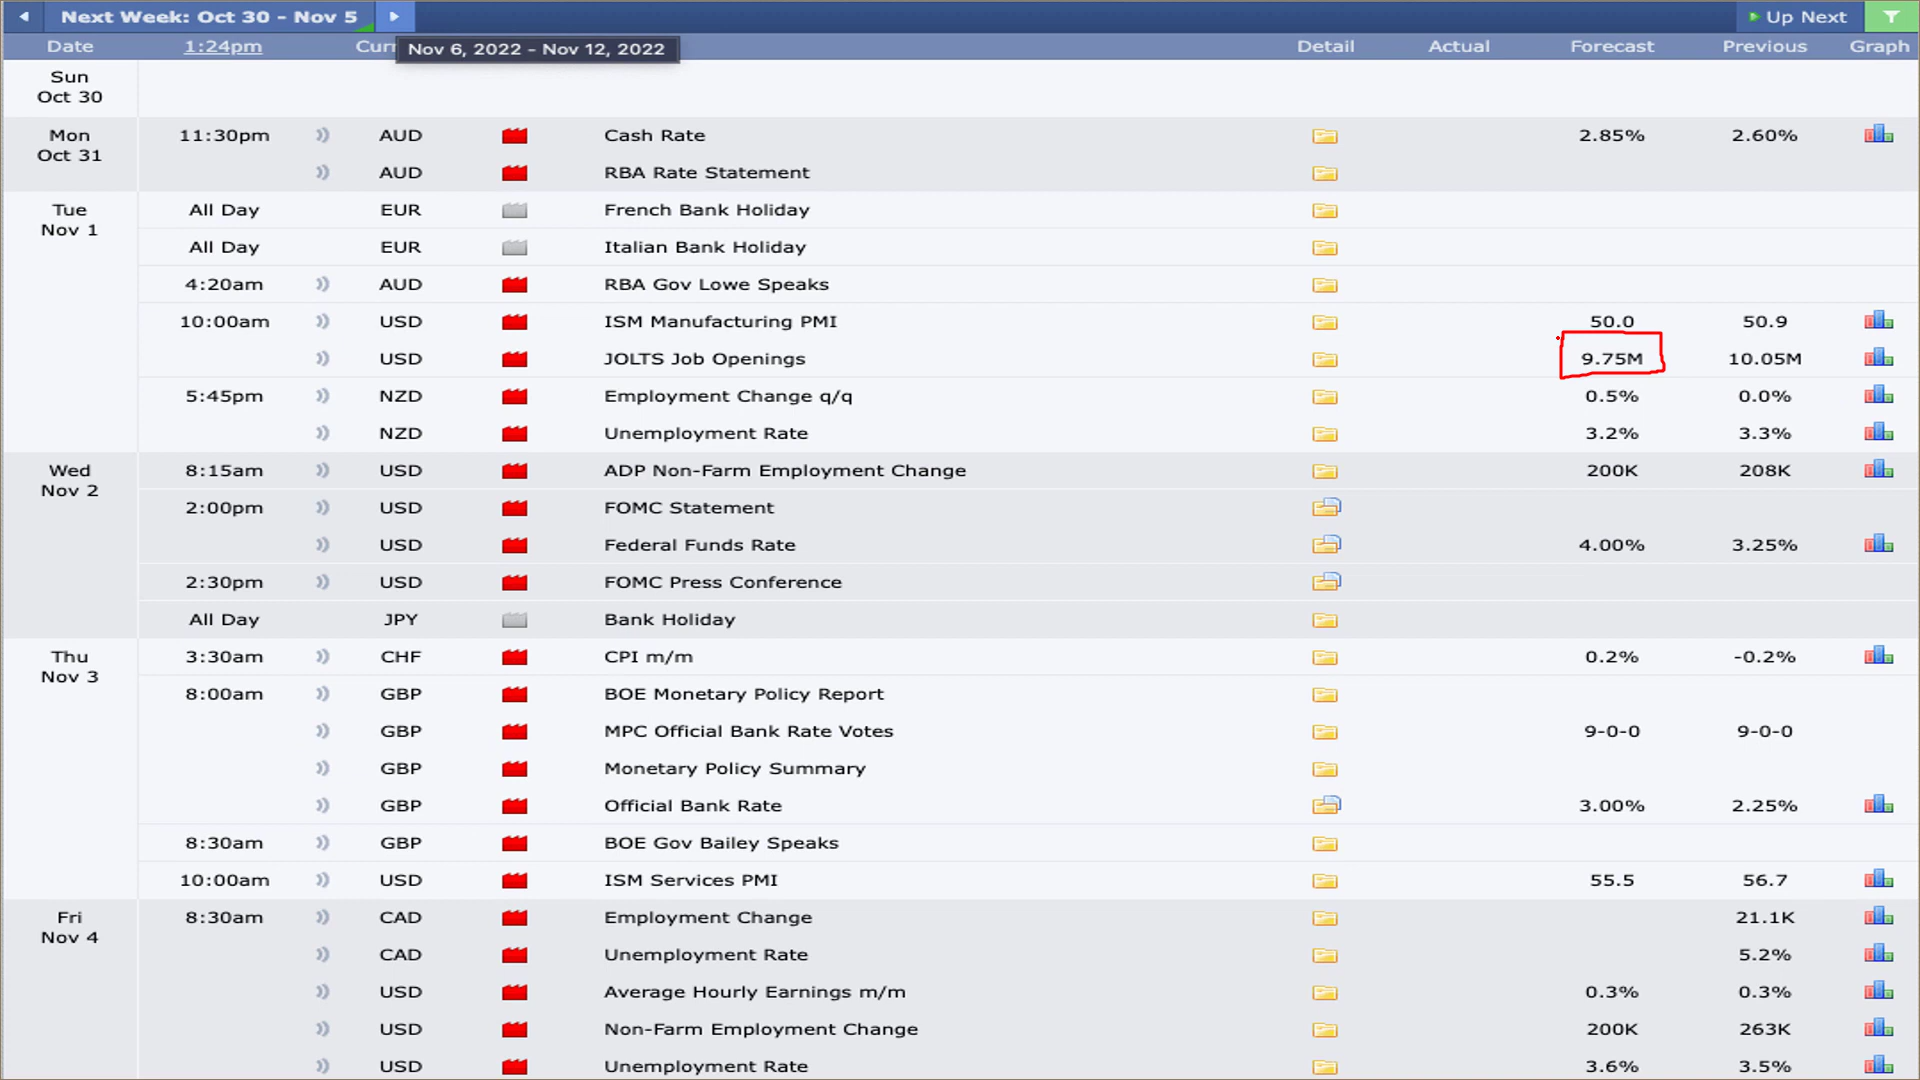 Next Week: Oct 30 - Nov 5 Up Next
Date 1:24pm Curr Detail Actual Forecast Previous Graph
Nov 6, 2022 - Nov 12, 2022
Sun
Oct 30
Mon 11:30pm AUD Cash Rate 2.85% 2.60%
Oct 31
AUD RBA Rate Statement
Tue All Day EUR French Bank Holiday
Nov 1
All Day EUR Italian Bank Holiday
4:20am AUD RBA Gov Lowe Speaks
10:00am USD ISM Manufacturing PMI 50.0 50.9
USD JOLTS Job Openings 9.75M 10.05M
5:45pm NZD Employment Change q/q 0.5% 0.0%
NZD Unemployment Rate 3.2% 3.3%
Wed 8:15am USD ADP Non-Farm Employment Change 200K 208K
Nov 2
2:00pm USD FOMC Statement
USD Federal Funds Rate 4.00% 3.25%
2:30pm USD FOMC Press Conference
All Day JPY Bank Holiday
Thu 3:30am CHF CPI m/m 0.2% -0.2%
Nov 3
8:00am GBP BOE Monetary Policy Report
GBP MPC Official Bank Rate Votes 9-0-0 9-0-0
GBP Monetary Policy Summary
GBP Official Bank Rate 3.00% 2.25%
8:30am GBP BOE Gov Bailey Speaks
10:00am USD ISM Services PMI 55.5 56.7
Fri 8:30am CAD Employment Change 21.1K
Nov 4
CAD Unemployment Rate 5.2%
USD Average Hourly Earnings m/m 0.3% 0.3%
USD Non-Farm Employment Change 200K 263K
USD Unemployment Rate 3.6% 3.5%